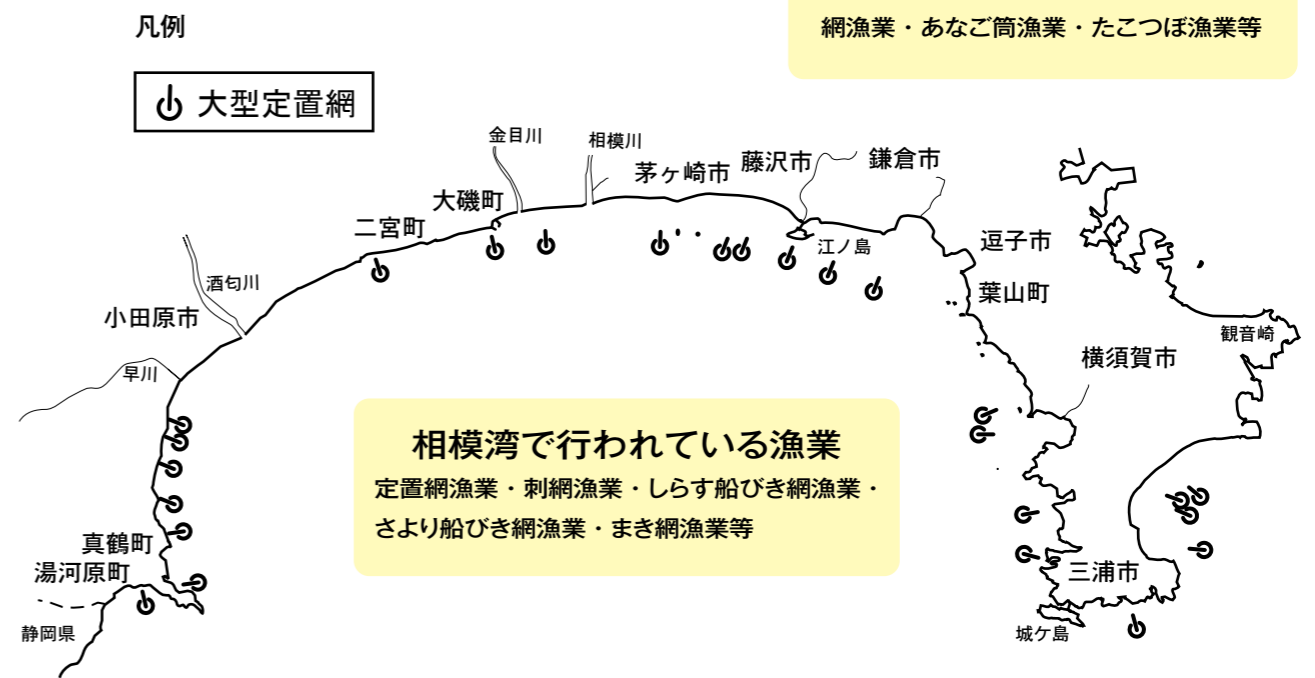 凡例
網漁業・あなご筒漁業・たこつぼ漁業等
大型定置網
金目川
相模川
茅ヶ崎市
藤沢市
鎌倉市
大磯町
二宮町
江ノ島
逗子市
葉山町
酒匂川
小田原市
観音崎
横須賀市
早川
相模湾で行われている漁業
定置網漁業・刺網漁業・しらす船びき網漁業・
さより船びき網漁業・まき網漁業等
真鶴町
湯河原町
三浦市
静岡県
城ケ島